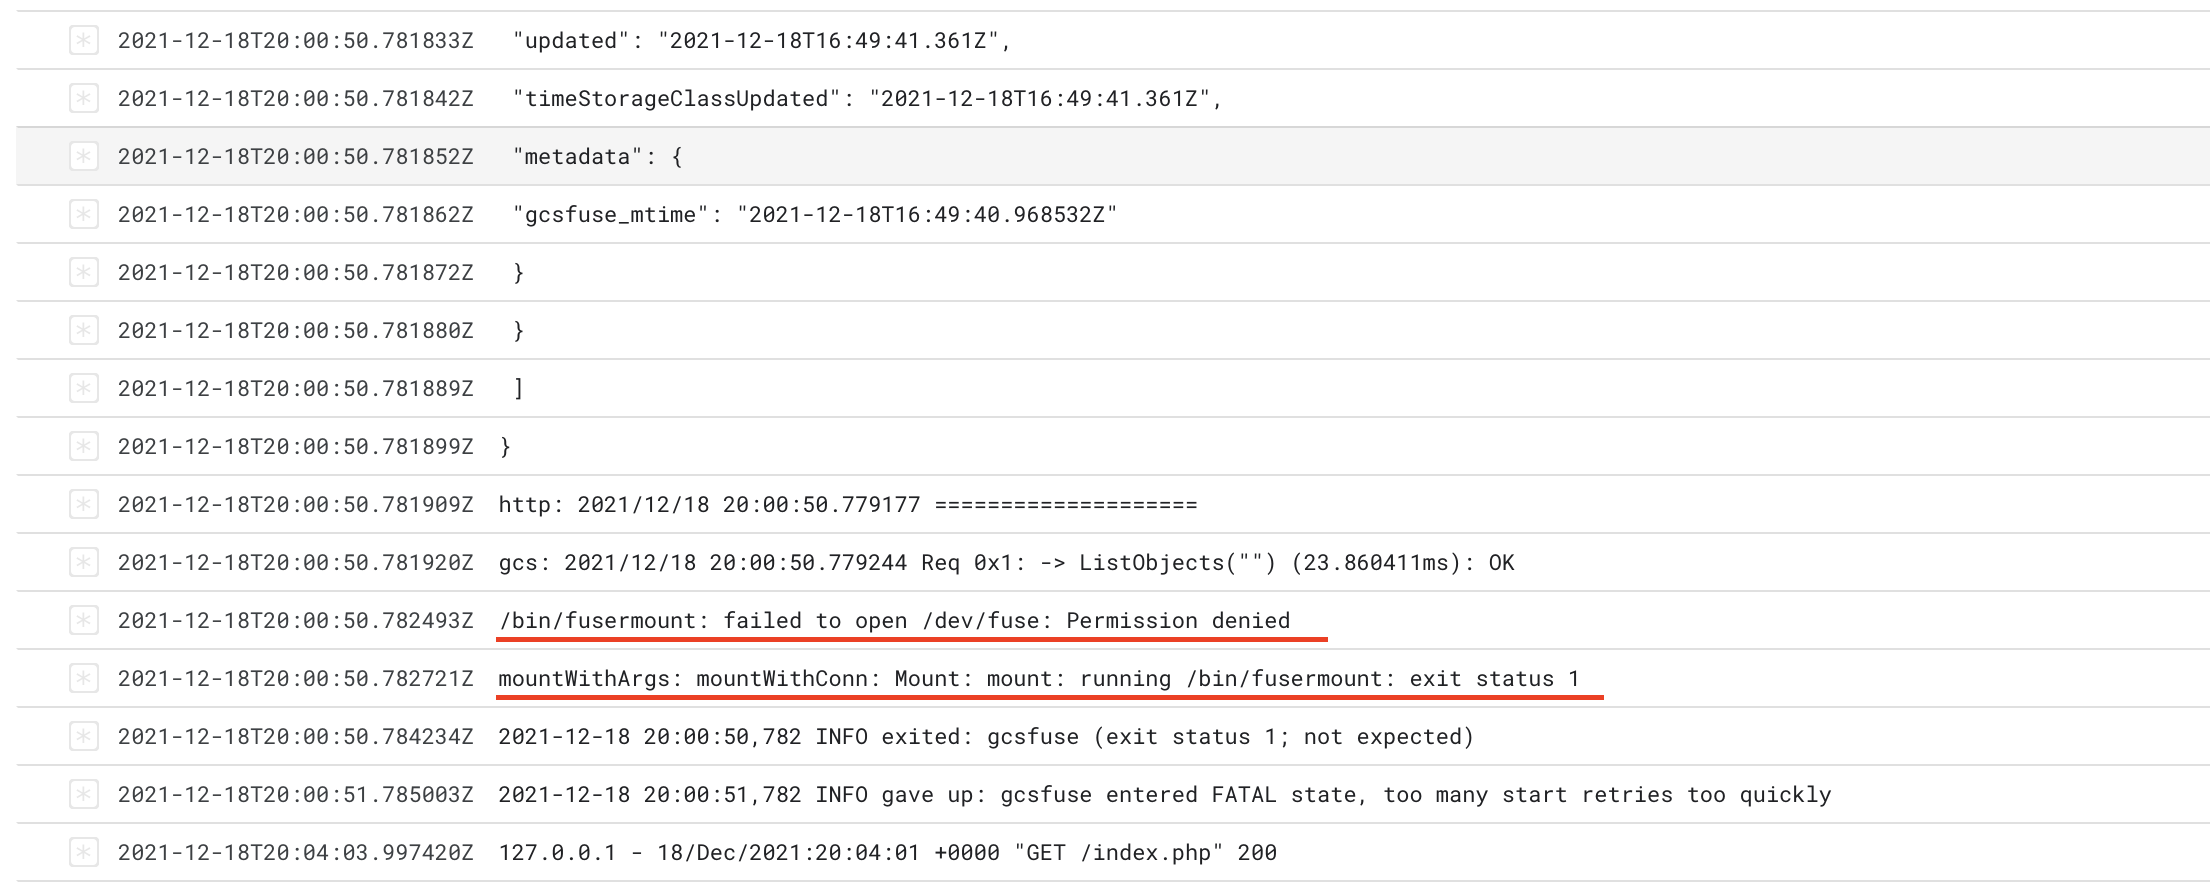 2021-12-18T20:00:50.781833Z "updated": "2021-12-18T16:49:41.361Z",
2021-12-18T20:00:50.781842Z "timeStorageClassUpdated": "2021-12-18T16:49:41.361Z",
2021-12-18T20:00:50.781852Z "metadata": {
2021-12-18T20:00:50.781862Z "gcsfuse_mtime": "2021-12-18T16:49:40.968532Z"
2021-12-18T20:00:50.781872Z }
2021-12-18T20:00:50.781880Z }
2021-12-18T20:00:50.781889Z ]
2021-12-18T20:00:50.781899Z }
2021-12-18T20:00:50.781909Z http: 2021/12/18 20:00:50.779177 ====================
2021-12-18T20:00:50.781920Z gcs: 2021/12/18 20:00:50.779244 Req 0x1: -> ListObjects("") (23.860411ms): OK
2021-12-18T20:00:50.782493Z /bin/fusermount: failed to open /dev/fuse: Permission denied
2021-12-18T20:00:50.782721Z mountWithArgs: mountWithConn: Mount: mount: running /bin/fusermount: exit status 1
2021-12-18T20:00:50.784234Z 2021-12-18 20:00:50,782 INFO exited: gcsfuse (exit status 1; not expected)
2021-12-18T20:00:51.785003Z 2021-12-18 20:00:51,782 INFO gave up: gcsfuse entered FATAL state, too many start retries too quickly
2021-12-18T20:04:03.997420Z 127.0.0.1 - 18/Dec/2021:20:04:01 +0000 "GET /index.php" 200